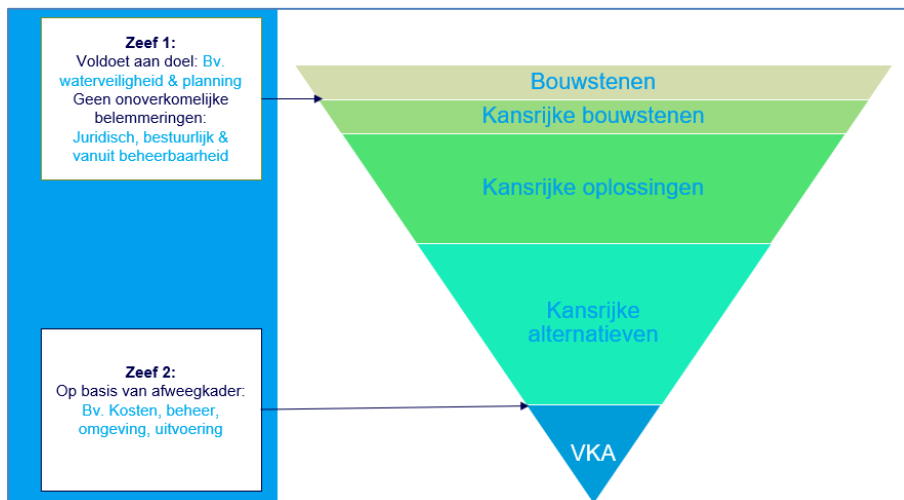 Zeef 1:
Voldoet aan doel: Bv.
waterveiligheid & planning
Geen onoverkomelijke
belemmeringen:
Juridisch, bestuurlijk &
vanuit beheerbaarheid
Bouwstenen
Kansrijke bouwstenen
Kansrijke oplossingen
Kansrijke
alternatieven
Zeef 2:
Op basis van afweegkader:
Bv. Kosten, beheer,
omgeving, uitvoering
VKA